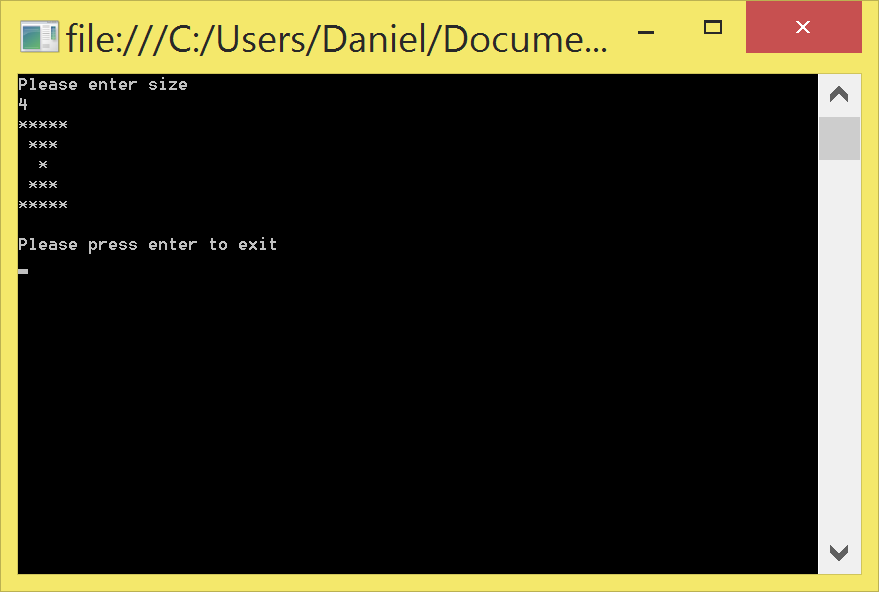 file:///C:/Users/Daniel/Docume...
Please enter size
4
*****
 ***
  *
 ***
*****
Please press enter to exit